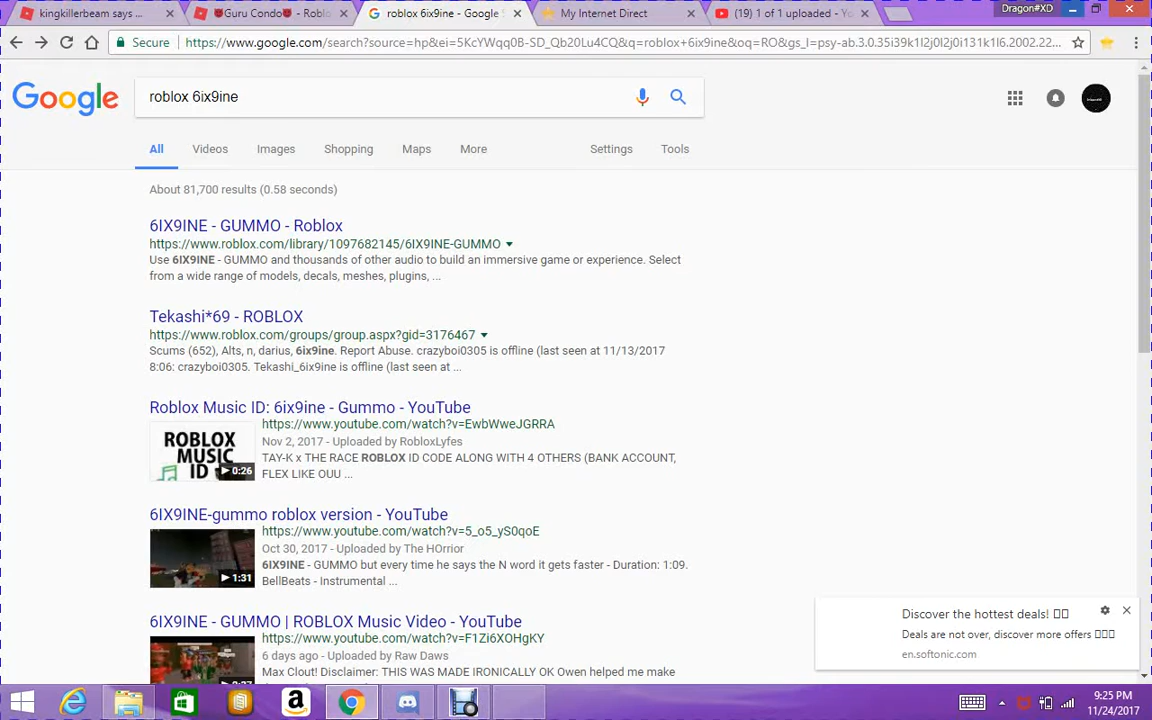 kingkillerbeam says ...
Guru Condo - Roblo
roblox 6ix9ine - Google
My Internet Direct
(19) 1 of 1 uploaded - Yo
Dragon#XD
Secure
https://www.google.com/search?source=hp&ei=5KcYWqq0B-SD_Qb20Lu4CQ&q=roblox+6ix9ine&oq=RO&gs_l=psy-ab.3.0.35i39k1l2j0l2j0i131k1l6.2002.22...
Google
roblox 6ix9ine
All Videos Images Shopping Maps More Settings Tools
About 81,700 results (0.58 seconds)
6IX9INE - GUMMO - Roblox
https://www.roblox.com/library/1097682145/6IX9INE-GUMMO
Use 6IX9INE - GUMMO and thousands of other audio to build an immersive game or experience. Select
from a wide range of models, decals, meshes, plugins, ...
Tekashi*69 - ROBLOX
https://www.roblox.com/groups/group.aspx?gid=3176467
Scums (652), Alts, n, darius, 6ix9ine. Report Abuse. crazyboi0305 is offline (last seen at 11/13/2017
8:06: crazyboi0305. Tekashi_6ix9ine is offline (last seen at ...
Roblox Music ID: 6ix9ine - Gummo - YouTube
https://www.youtube.com/watch?v=EwbWweJGRRA
Nov 2, 2017 - Uploaded by RobloxLyfes
TAY-K x THE RACE ROBLOX ID CODE ALONG WITH 4 OTHERS (BANK ACCOUNT,
FLEX LIKE OUU ...
ROBLOX
MUSIC
ID
0:26
6IX9INE-gummo roblox version - YouTube
https://www.youtube.com/watch?v=5_o5_yS0qoE
Oct 30, 2017 - Uploaded by The HOrrior
6IX9INE - GUMMO but every time he says the N word it gets faster - Duration: 1:09.
BellBeats - Instrumental ...
1:31
6IX9INE - GUMMO | ROBLOX Music Video - YouTube
https://www.youtube.com/watch?v=F1Zi6XOHgKY
6 days ago - Uploaded by Raw Daws
Max Clout! Disclaimer: THIS WAS MADE IRONICALLY OK Owen helped me make
Discover the hottest deals!
Deals are not over, discover more offers
en.softonic.com
9:25 PM
11/24/2017